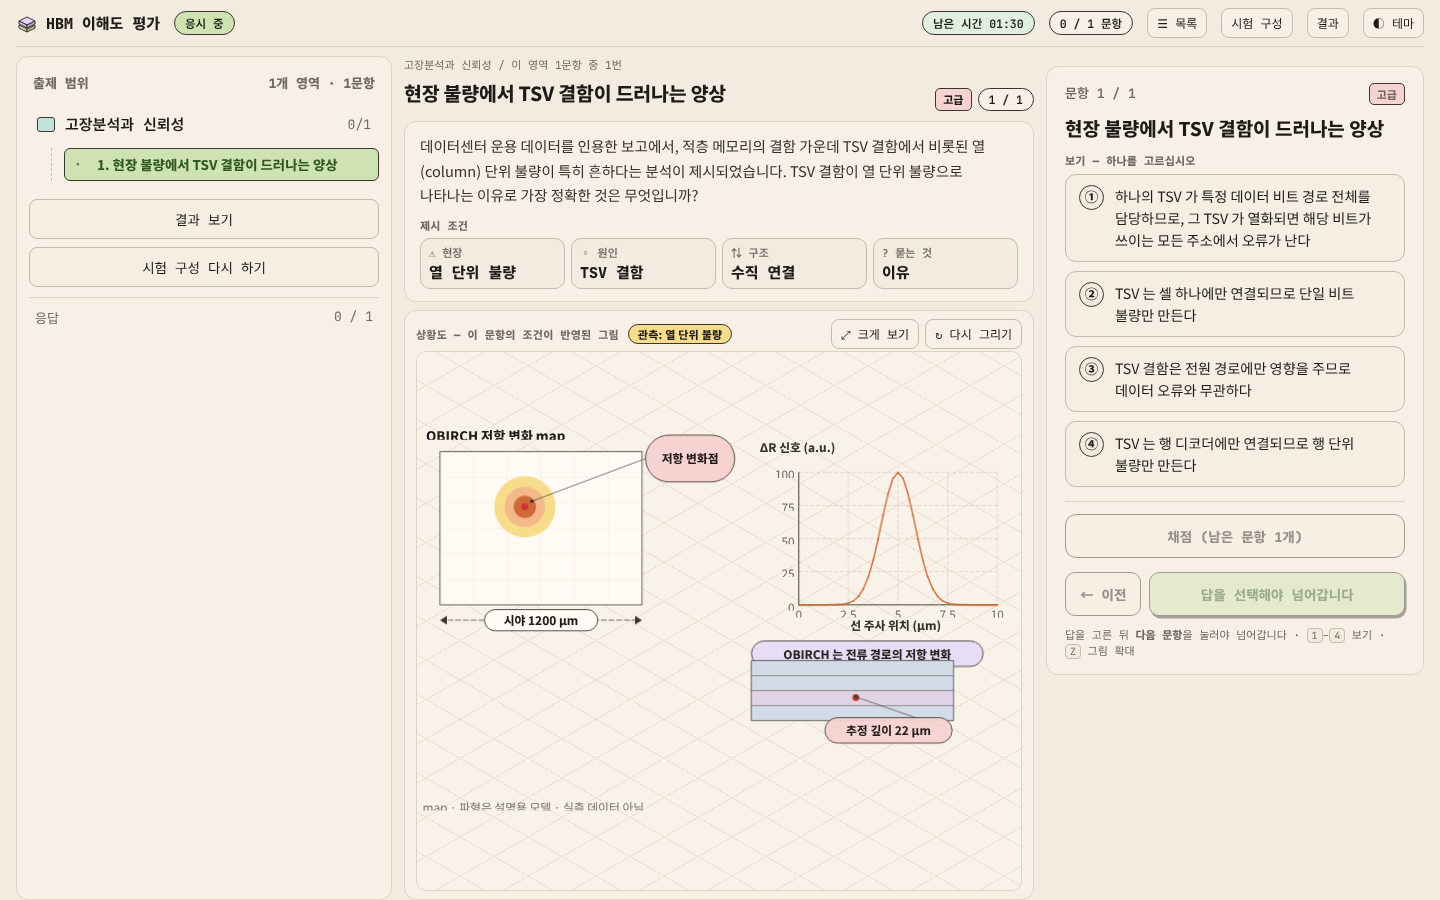 HBM 이해도 평가
응시 중
남은 시간 01:30
0 / 1 문항
☰ 목록
시험 구성
결과
◐ 테마
출제 범위
1개 영역 · 1문항
고장분석과 신뢰성
0/1
· 1. 현장 불량에서 TSV 결함이 드러나는 양상
결과 보기
시험 구성 다시 하기
응답
0 / 1
고장분석과 신뢰성 / 이 영역 1문항 중 1번
현장 불량에서 TSV 결함이 드러나는 양상
고급
1 / 1
데이터센터 운용 데이터를 인용한 보고에서, 적층 메모리의 결함 가운데 TSV 결함에서 비롯된 열
(column) 단위 불량이 특히 흔하다는 분석이 제시되었습니다. TSV 결함이 열 단위 불량으로
나타나는 이유로 가장 정확한 것은 무엇입니까?
제시 조건
⚠ 현장
열 단위 불량
◦ 원인
TSV 결함
⇅ 구조
수직 연결
? 묻는 것
이유
상황도 — 이 문항의 조건이 반영된 그림
관측: 열 단위 불량
⤢ 크게 보기
↻ 다시 그리기
OBIRCH 저항 변화 map
저항 변화점
시야 1200 μm
ΔR 신호 (a.u.)
100
75
50
25
0
0 2.5 5 7.5 10
선 주사 위치 (μm)
OBIRCH 는 전류 경로의 저항 변화
추정 깊이 22 μm
map · 파형은 설명용 모델 · 실측 데이터 아님
문항 1 / 1
고급
현장 불량에서 TSV 결함이 드러나는 양상
보기 — 하나를 고르십시오
① 하나의 TSV 가 특정 데이터 비트 경로 전체를
담당하므로, 그 TSV 가 열화되면 해당 비트가
쓰이는 모든 주소에서 오류가 난다
② TSV 는 셀 하나에만 연결되므로 단일 비트
불량만 만든다
③ TSV 결함은 전원 경로에만 영향을 주므로
데이터 오류와 무관하다
④ TSV 는 행 디코더에만 연결되므로 행 단위
불량만 만든다
채점 (남은 문항 1개)
← 이전
답을 선택해야 넘어갑니다
답을 고른 뒤 다음 문항을 눌러야 넘어갑니다 · 1–4 보기 ·
Z 그림 확대